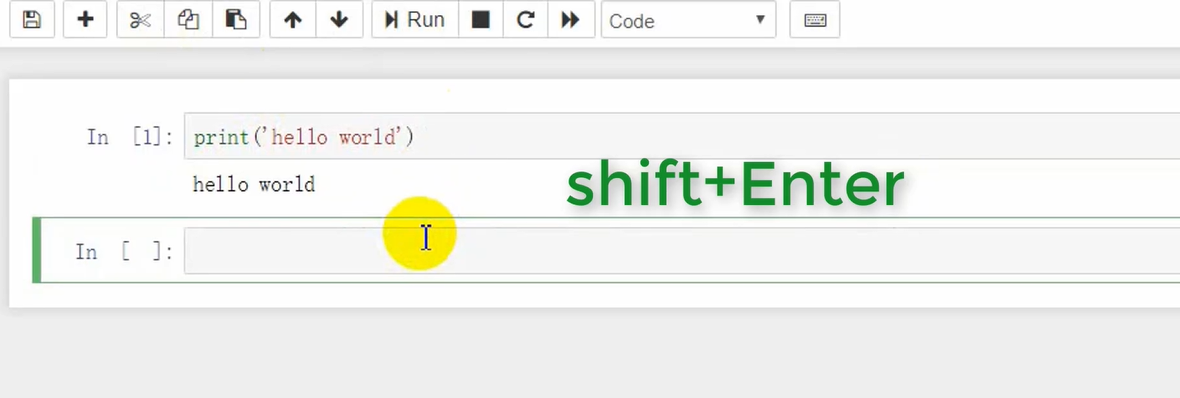 Run Code
In [1]: print('hello world')
hello world
shift+Enter
In [ ]: